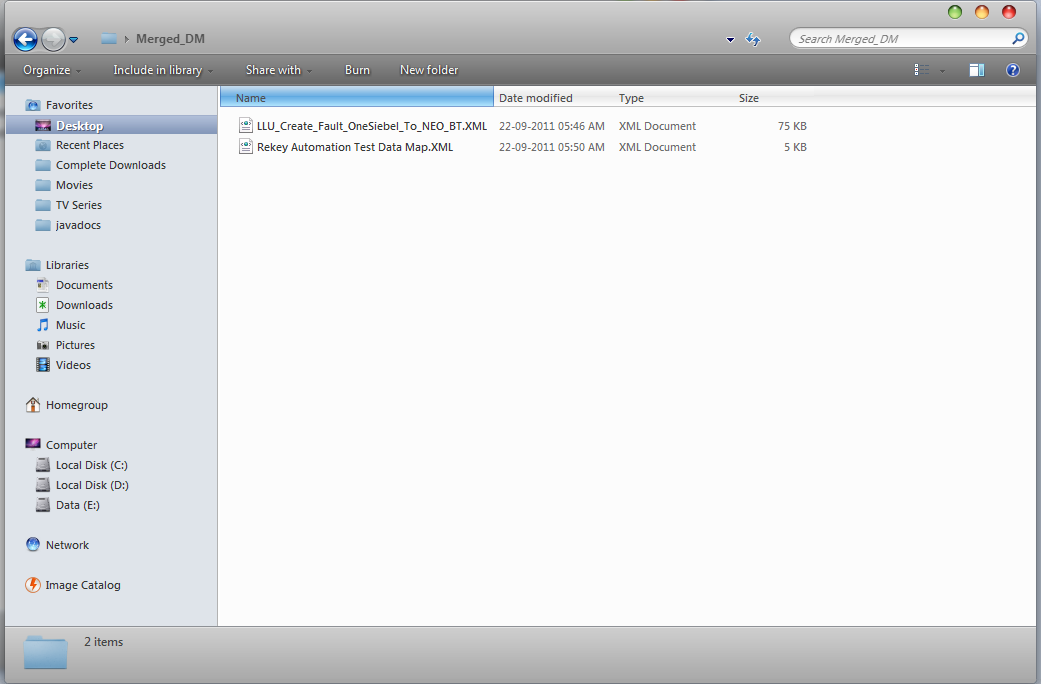 Merged_DM
Search Merged_DM
Organize Include in library Share with Burn New folder
Name Date modified Type Size
LLU_Create_Fault_OneSiebel_To_NEO_BT.XML 22-09-2011 05:46 AM XML Document 75 KB
Rekey Automation Test Data Map.XML 22-09-2011 05:50 AM XML Document 5 KB
Favorites
Desktop
Recent Places
Complete Downloads
Movies
TV Series
javadocs
Libraries
Documents
Downloads
Music
Pictures
Videos
Homegroup
Computer
Local Disk (C:)
Local Disk (D:)
Data (E:)
Network
Image Catalog
2 items